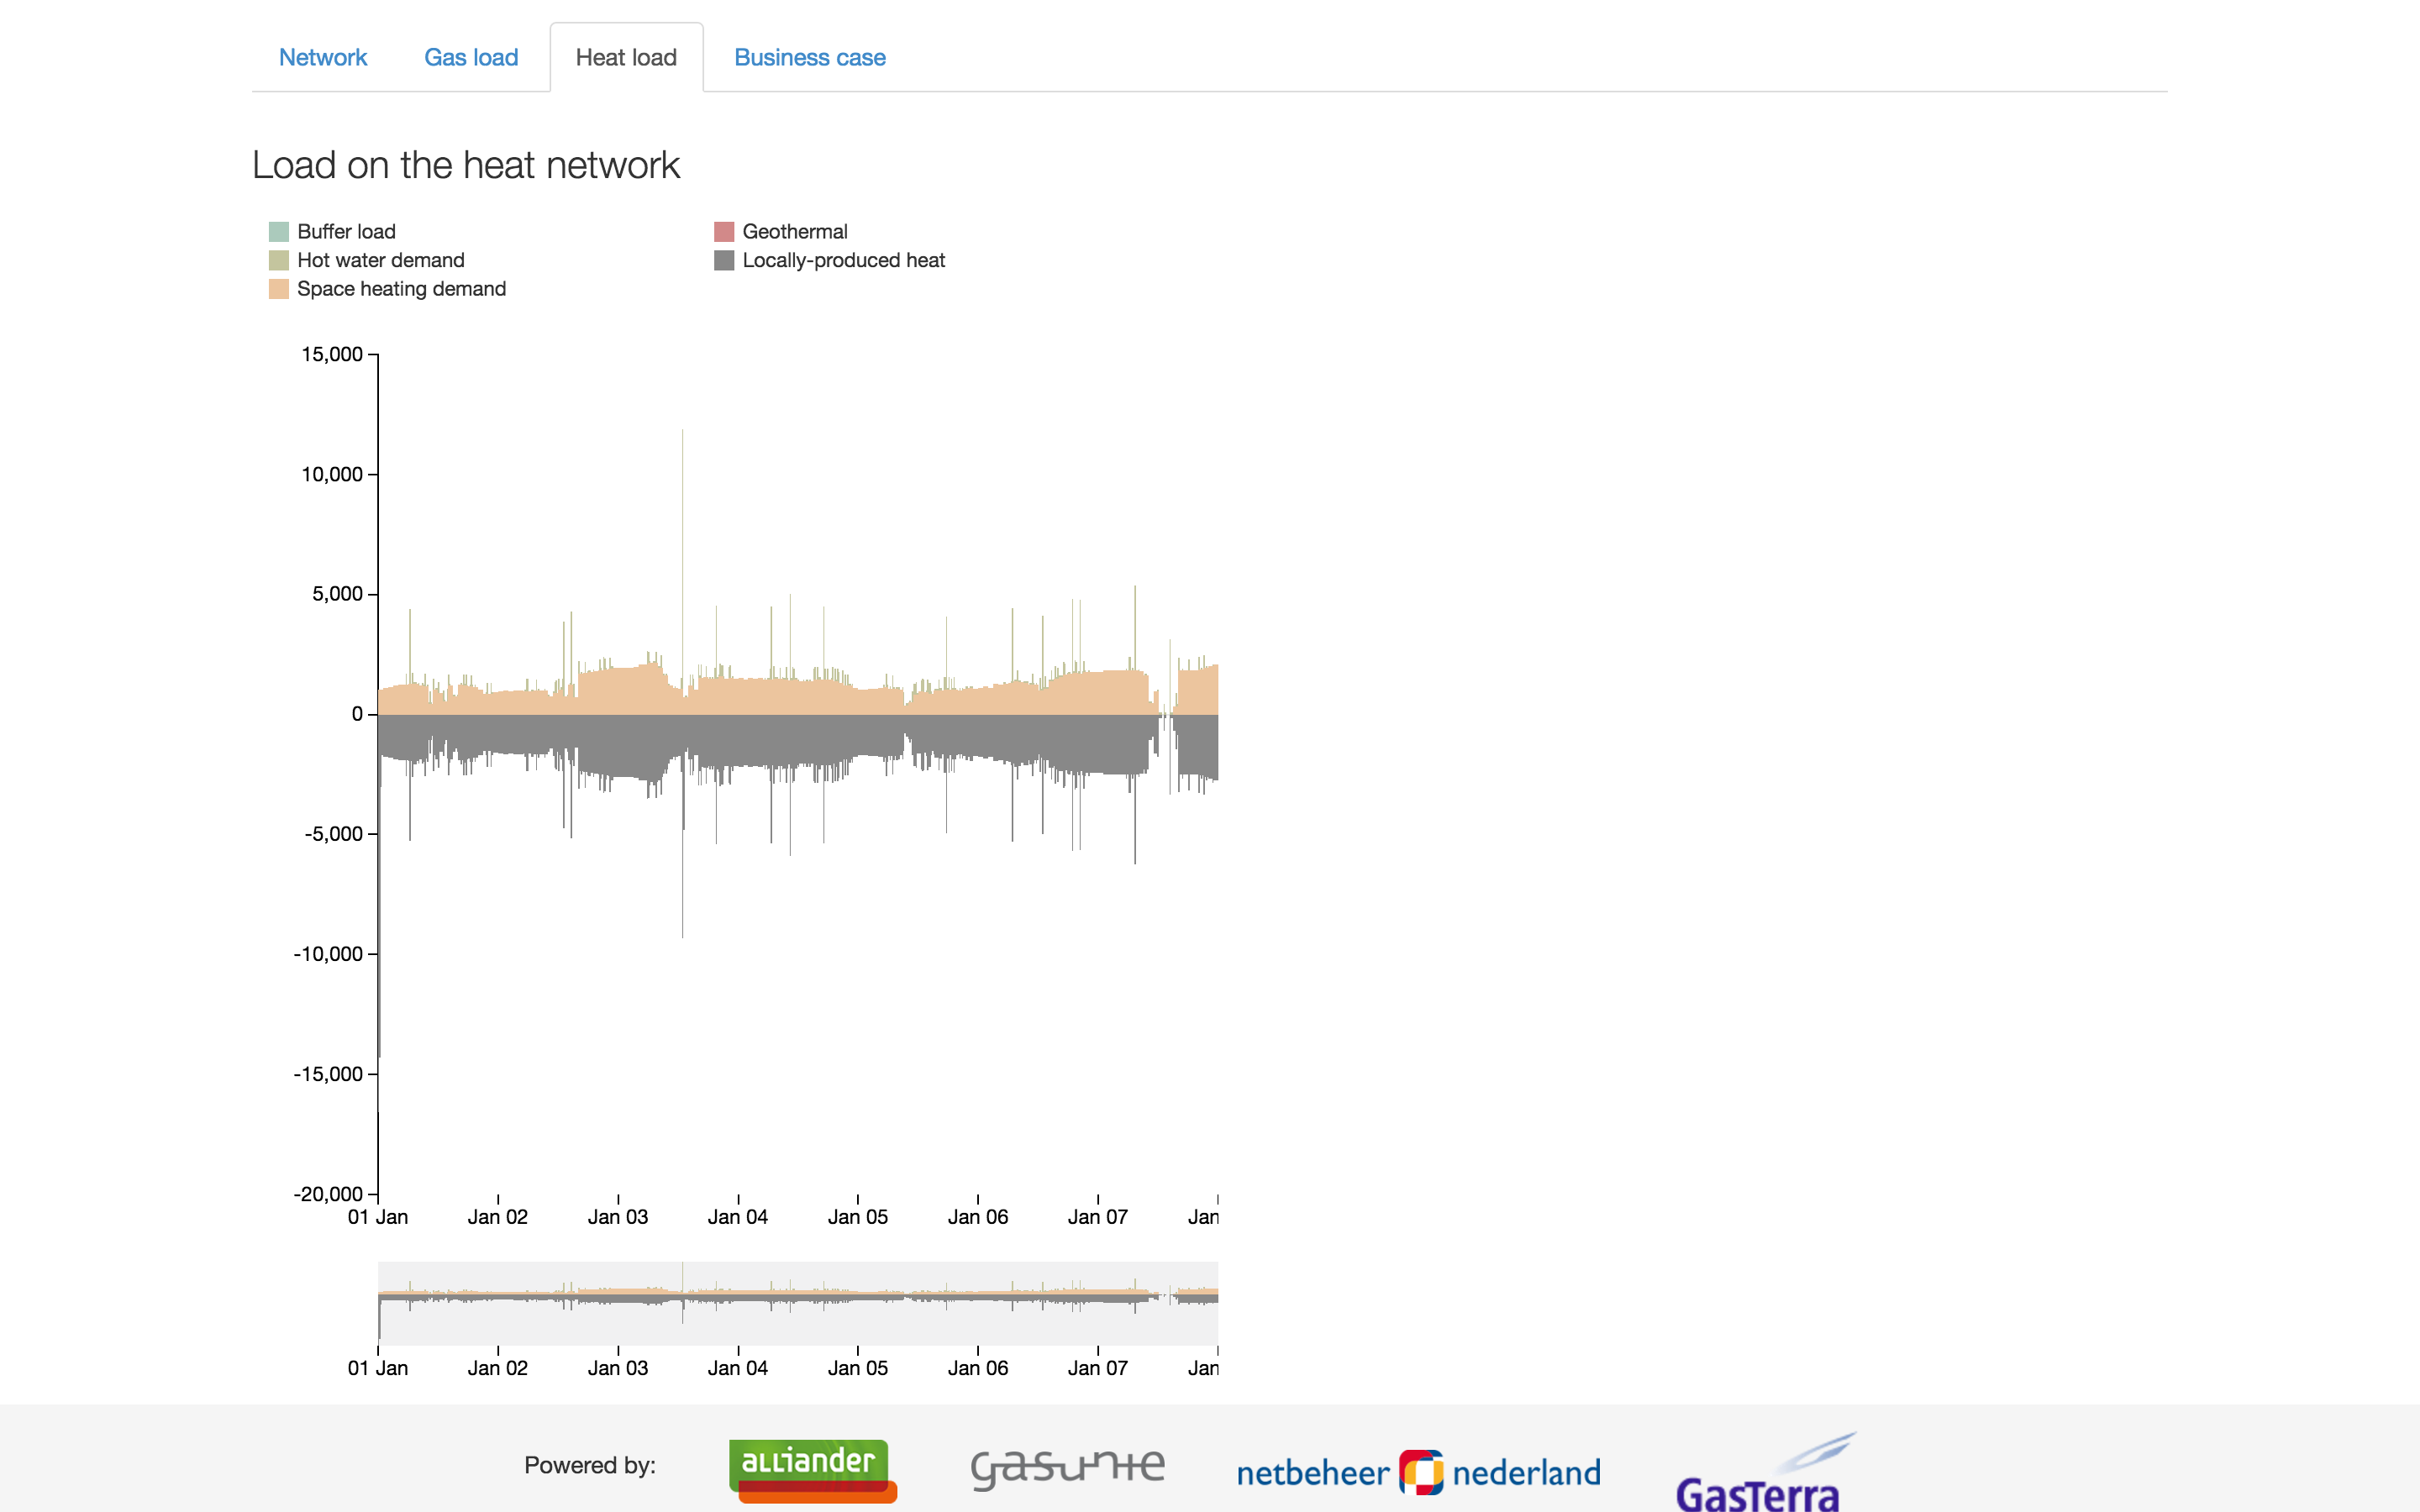 Network Gas load Heat load Business case
Load on the heat network
Buffer load Geothermal
Hot water demand Locally-produced heat
Space heating demand
15,000
10,000
5,000
0
-5,000
-10,000
-15,000
-20,000
01 Jan Jan 02 Jan 03 Jan 04 Jan 05 Jan 06 Jan 07 Jan
01 Jan Jan 02 Jan 03 Jan 04 Jan 05 Jan 06 Jan 07 Jan
Powered by: alliander gasunie netbeheer nederland GasTerra